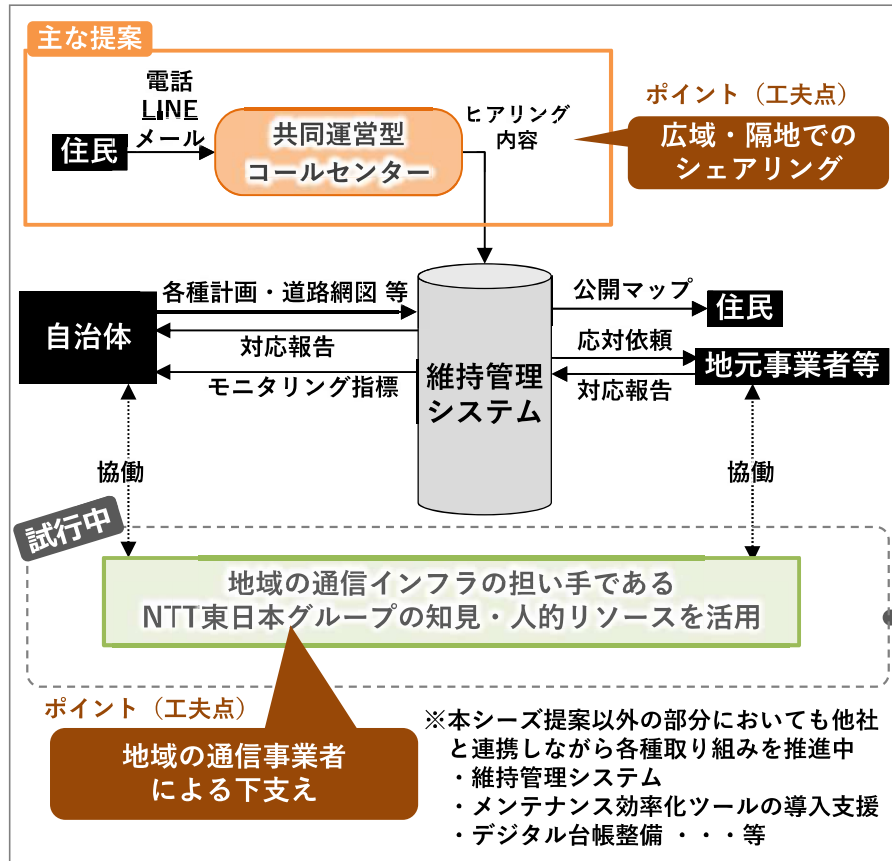 主な提案
電話
LINE
メール
住民
共同運営型
コールセンター
ヒアリング
内容
ポイント（工夫点）
広域・隔地での
シェアリング
各種計画・道路網図 等
自治体
対応報告
モニタリング指標
維持管理
システム
公開マップ
住民
応対依頼
地元事業者等
対応報告
協働
協働
試行中
地域の通信インフラの担い手である
NTT東日本グループの知見・人的リソースを活用
ポイント（工夫点）
地域の通信事業者
による下支え
※本シーズ提案以外の部分においても他社
と連携しながら各種取り組みを推進中
・維持管理システム
・メンテナンス効率化ツールの導入支援
・デジタル台帳整備 ・・・等